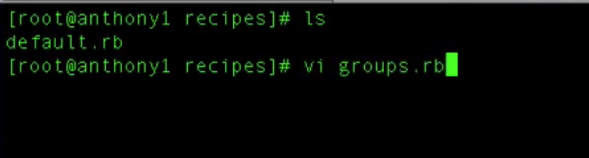 [root@anthony1 recipes]# ls
default.rb
[root@anthony1 recipes]# vi groups.rb